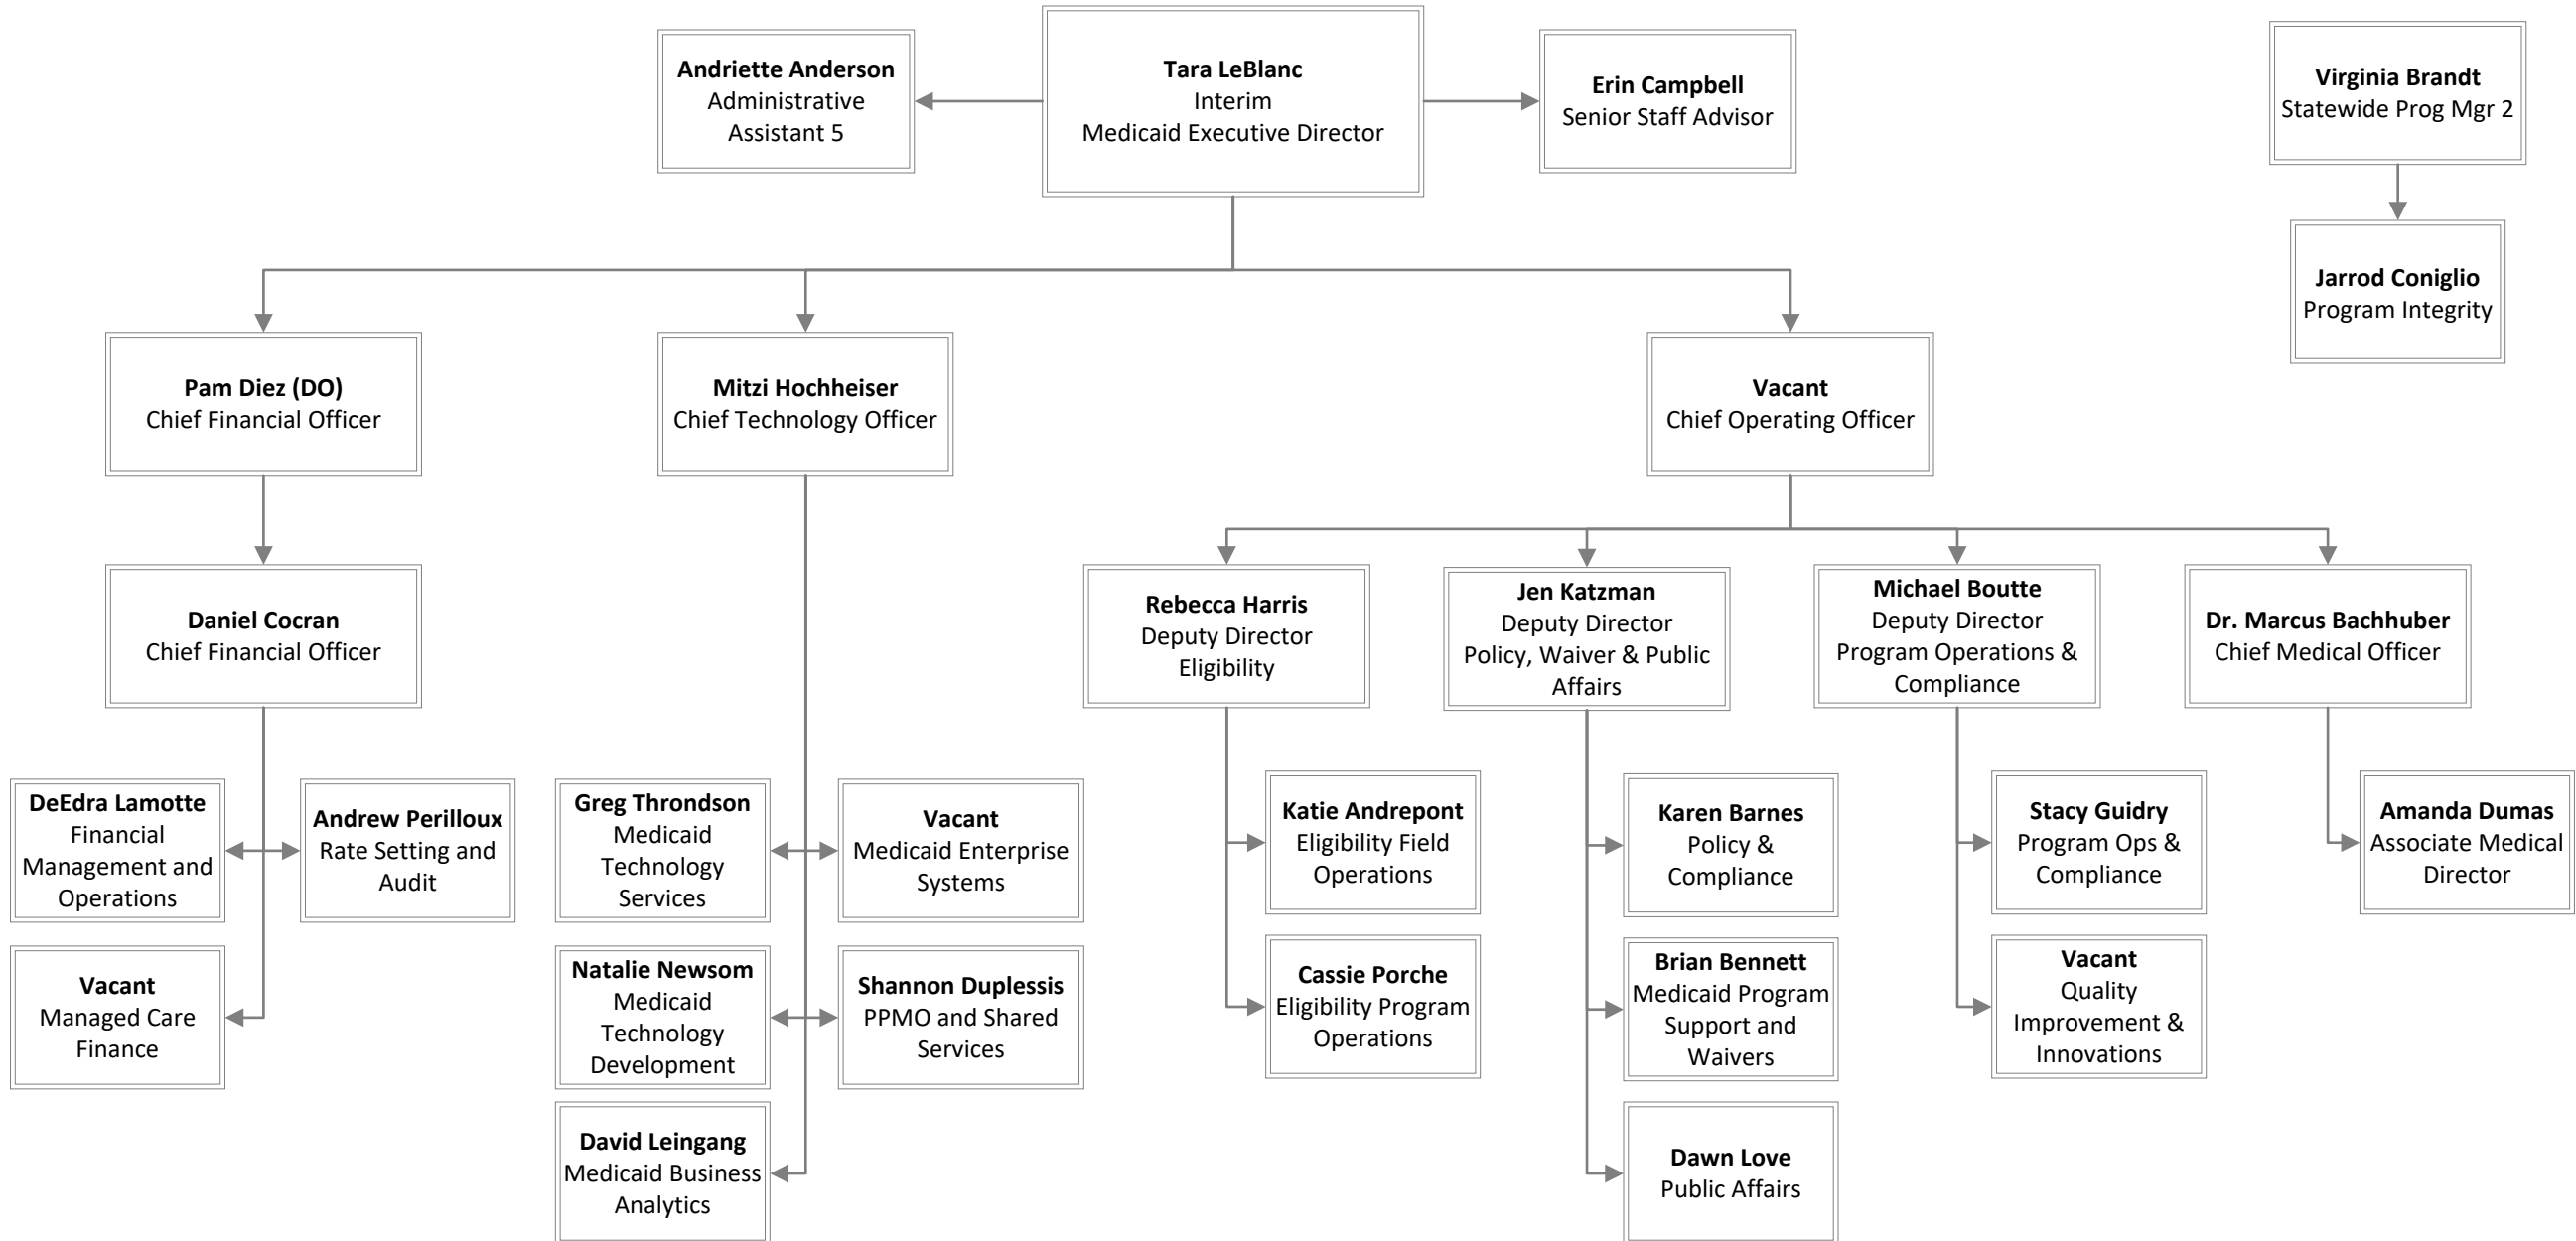 Andriette Anderson
Administrative
Assistant 5
Tara LeBlanc
Interim
Medicaid Executive Director
Erin Campbell
Senior Staff Advisor
Virginia Brandt
Statewide Prog Mgr 2
Jarrod Coniglio
Program Integrity
Pam Diez (DO)
Chief Financial Officer
Mitzi Hochheiser
Chief Technology Officer
Vacant
Chief Operating Officer
Daniel Cocran
Chief Financial Officer
Rebecca Harris
Deputy Director
Eligibility
Jen Katzman
Deputy Director
Policy, Waiver & Public
Affairs
Michael Boutte
Deputy Director
Program Operations &
Compliance
Dr. Marcus Bachhuber
Chief Medical Officer
DeEdra Lamotte
Financial
Management and
Operations
Andrew Perilloux
Rate Setting and
Audit
Greg Throndson
Medicaid
Technology
Services
Vacant
Medicaid Enterprise
Systems
Katie Andrepont
Eligibility Field
Operations
Karen Barnes
Policy &
Compliance
Stacy Guidry
Program Ops &
Compliance
Amanda Dumas
Associate Medical
Director
Vacant
Managed Care
Finance
Natalie Newsom
Medicaid
Technology
Development
Shannon Duplessis
PPMO and Shared
Services
Cassie Porche
Eligibility Program
Operations
Brian Bennett
Medicaid Program
Support and
Waivers
Vacant
Quality
Improvement &
Innovations
David Leingang
Medicaid Business
Analytics
Dawn Love
Public Affairs